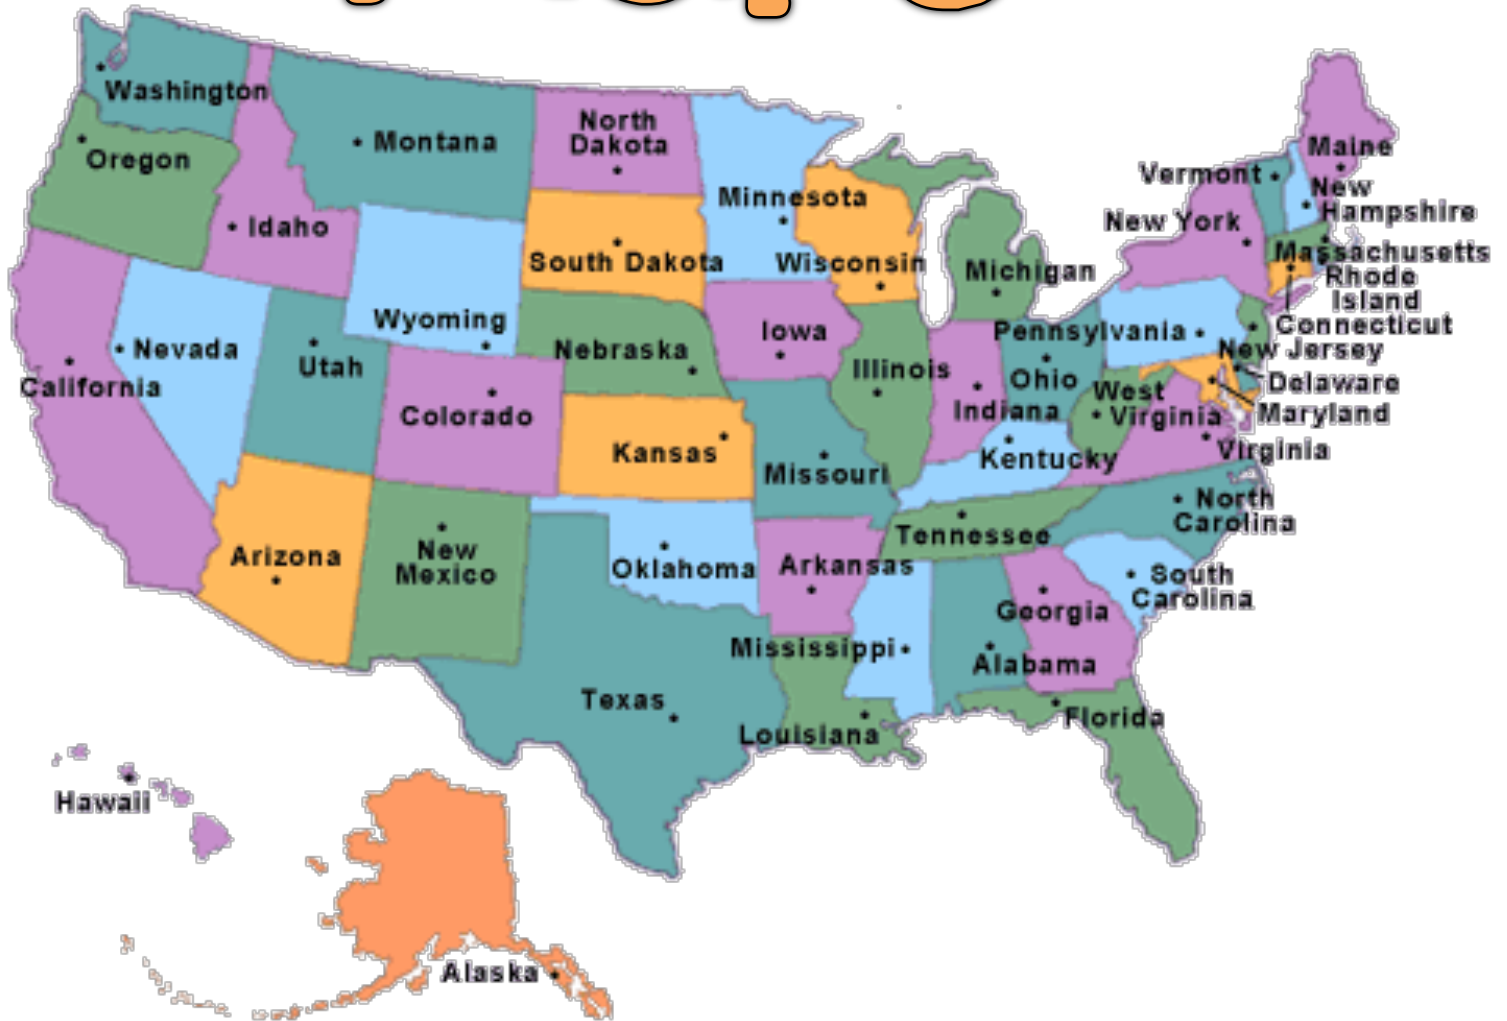 Washington
Oregon
Montana
Idaho
North
Dakota
Minnesota
South Dakota
Wisconsin
Michigan
Maine
Vermont
New
Hampshire
New York
Massachusetts
Rhode
Island
Connecticut
New Jersey
Delaware
Maryland
Wyoming
Nevada
Utah
California
Colorado
Nebraska
Iowa
Illinois
Indiana
Ohio
Pennsylvania
West
Virginia
Virginia
Kansas
Missouri
Kentucky
North
Carolina
Tennessee
South
Carolina
Arizona
New
Mexico
Oklahoma
Arkansas
Mississippi
Alabama
Georgia
Texas
Louisiana
Florida
Hawaii
Alaska